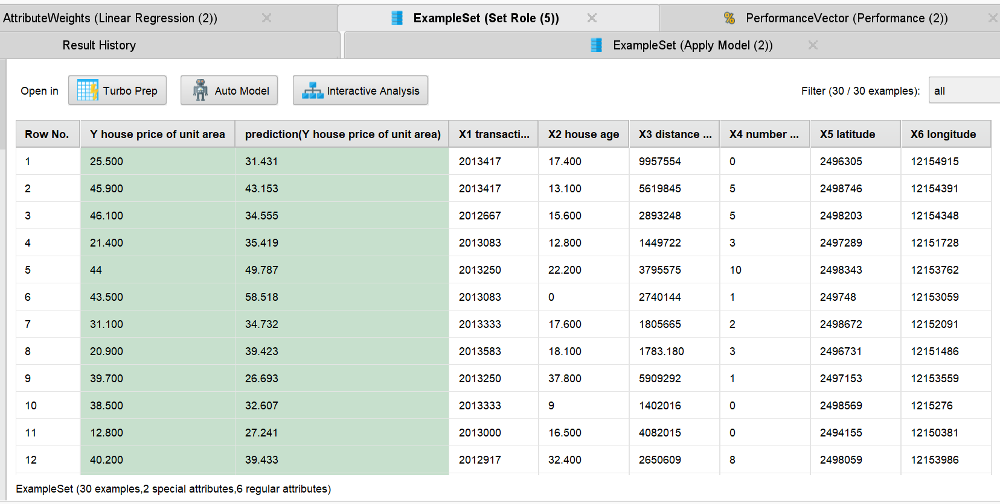 AttributeWeights (Linear Regression (2)) ExampleSet (Set Role (5)) PerformanceVector (Performance (2))
Result History ExampleSet (Apply Model (2))
Open in Turbo Prep Auto Model Interactive Analysis Filter (30 / 30 examples): all
Row No. Y house price of unit area prediction(Y house price of unit area) X1 transacti... X2 house age X3 distance ... X4 number ... X5 latitude X6 longitude
1 25.500 31.431 2013417 17.400 9957554 0 2496305 12154915
2 45.900 43.153 2013417 13.100 5619845 5 2498746 12154391
3 46.100 34.555 2012667 15.600 2893248 5 2498203 12154348
4 21.400 35.419 2013083 12.800 1449722 3 2497289 12151728
5 44 49.787 2013250 22.200 3795575 10 2498343 12153762
6 43.500 58.518 2013083 0 2740144 1 249748 12153059
7 31.100 34.732 2013333 17.600 1805665 2 2498672 12152091
8 20.900 39.423 2013583 18.100 1783.180 3 2496731 12151486
9 39.700 26.693 2013250 37.800 5909292 1 2497153 12153559
10 38.500 32.607 2013333 9 1402016 0 2498569 1215276
11 12.800 27.241 2013000 16.500 4082015 0 2494155 12150381
12 40.200 39.433 2012917 32.400 2650609 8 2498059 12153986
ExampleSet (30 examples,2 special attributes,6 regular attributes)